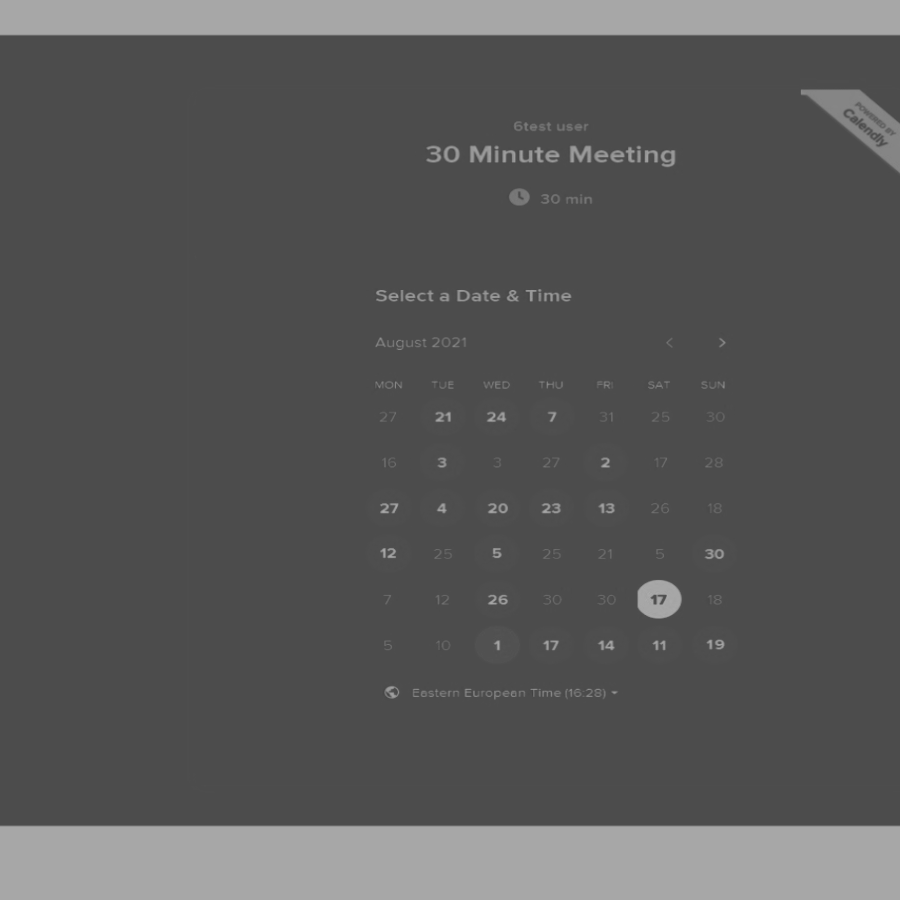 POWERED BY
Calendly
6test user
30 Minute Meeting
30 min
Select a Date & Time
August 2021
MON TUE WED THU FRI SAT SUN
27 21 24 7 31 25 30
16 3 3 27 2 17 28
27 4 20 23 13 26 18
12 25 5 25 21 5 30
7 12 26 30 30 17 18
5 10 1 17 14 11 19
Eastern European Time (16:28)